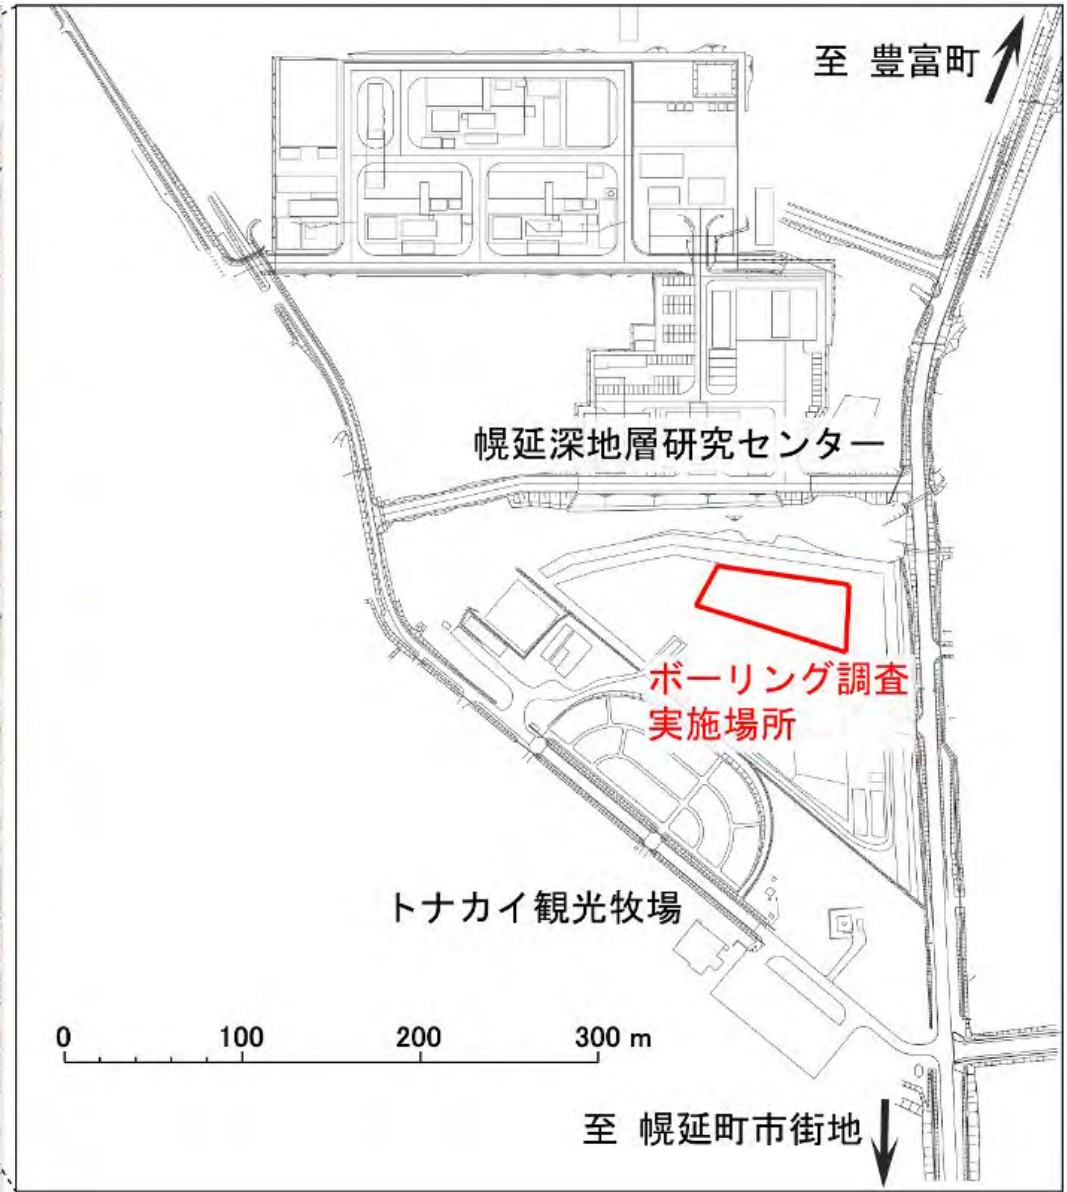 至 豊富町
幌延深地層研究センター
ボーリング調査
実施場所
トナカイ観光牧場
0 100 200 300 m
至 幌延町市街地